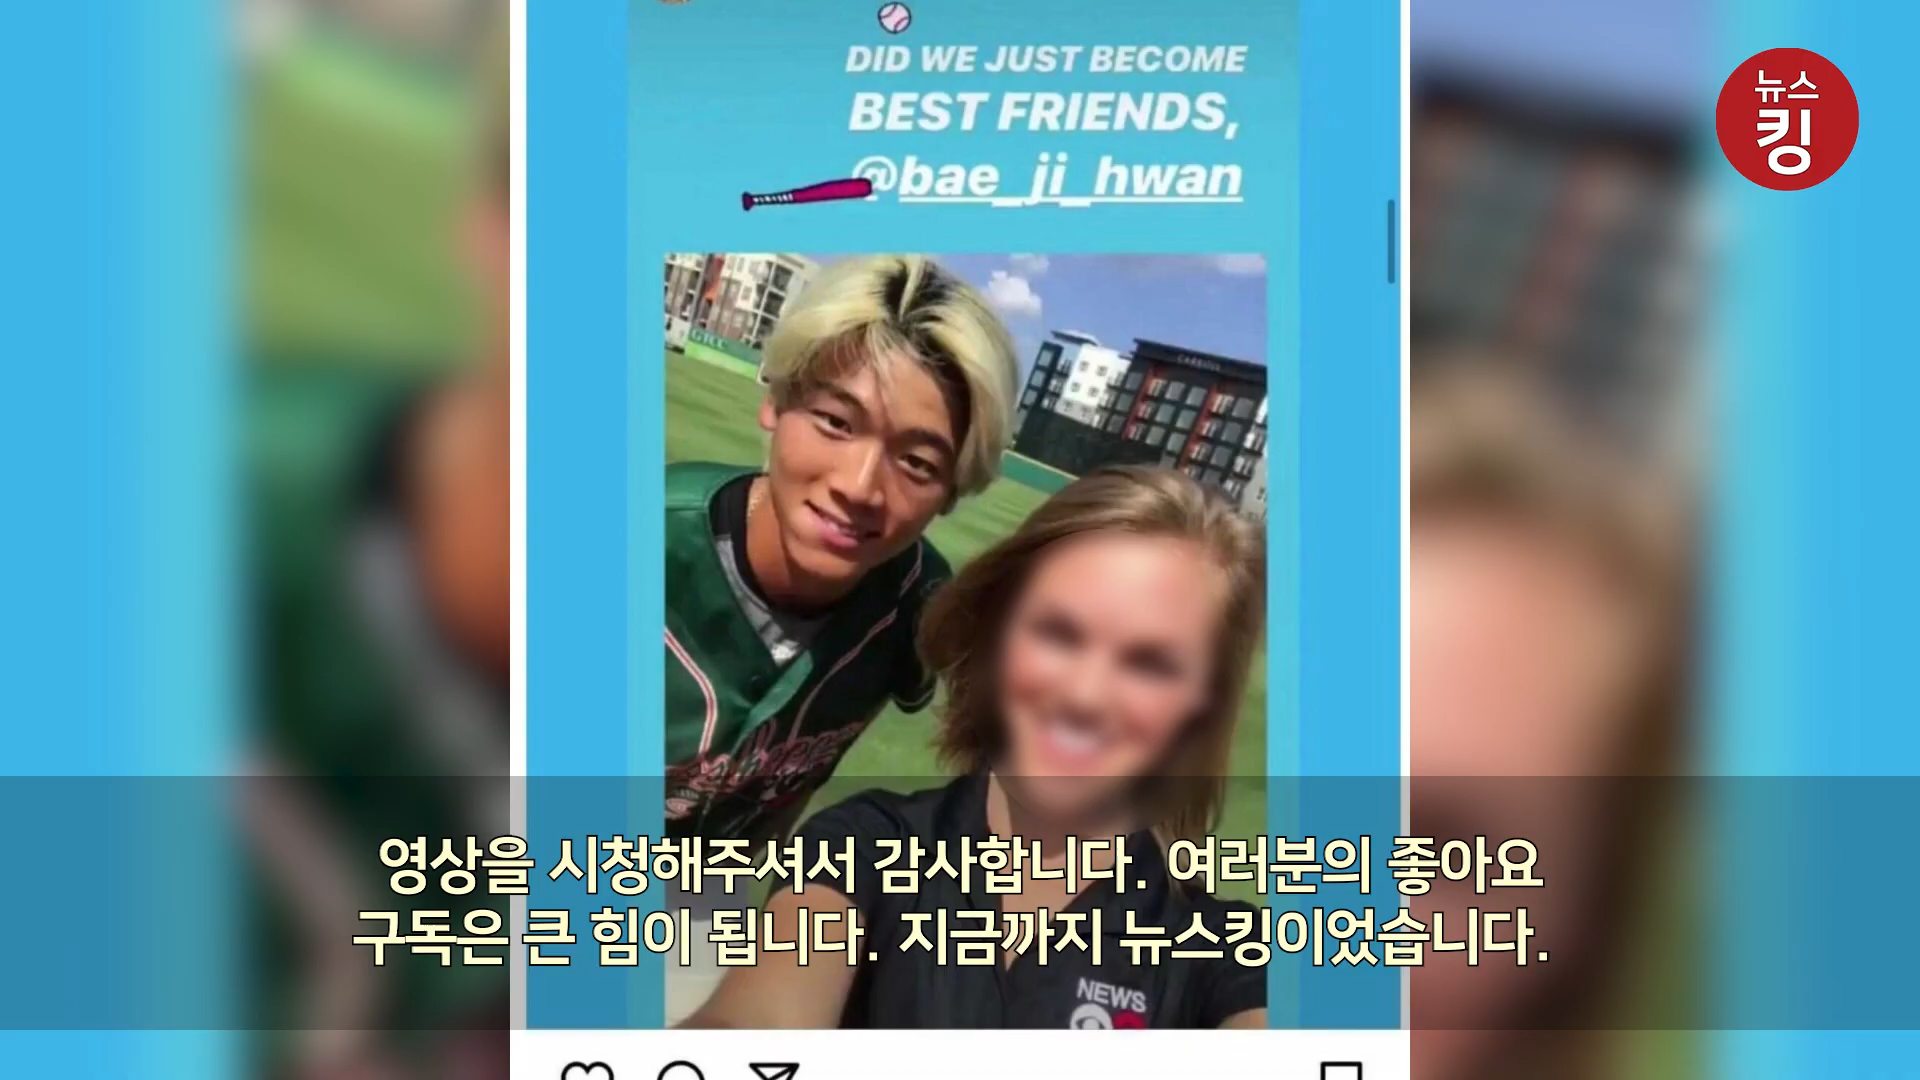 DID WE JUST BECOME
BEST FRIENDS,
@bae_ji_hwan
뉴스
킹
GTCC
CARROLL
영상을 시청해주셔서 감사합니다. 여러분의 좋아요
구독은 큰 힘이 됩니다. 지금까지 뉴스킹이었습니다.
NEWS